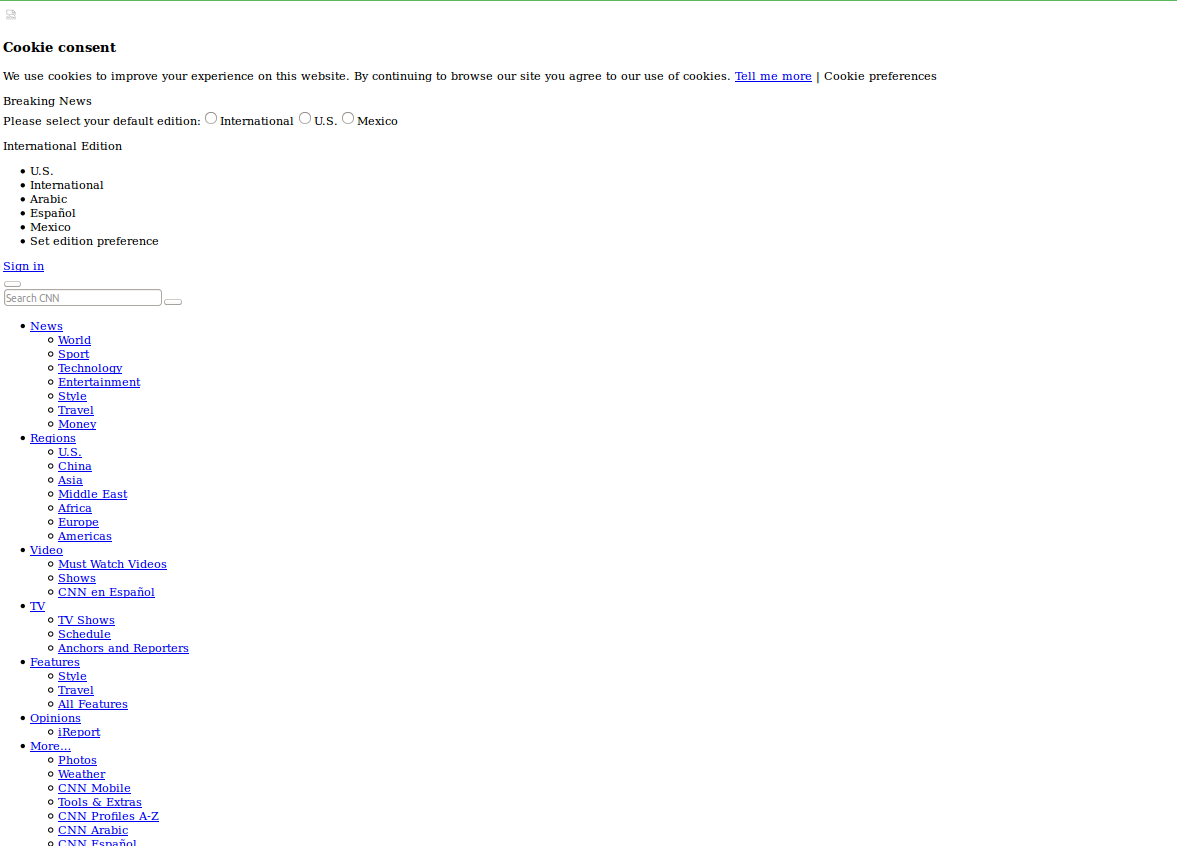 Cookie consent
We use cookies to improve your experience on this website. By continuing to browse our site you agree to our use of cookies. Tell me more | Cookie preferences
Breaking News
Please select your default edition: International U.S. Mexico
International Edition
U.S.
International
Arabic
Español
Mexico
Set edition preference
Sign in
Search CNN
News
World
Sport
Technology
Entertainment
Style
Travel
Money
Regions
U.S.
China
Asia
Middle East
Africa
Europe
Americas
Video
Must Watch Videos
Shows
CNN en Español
TV
TV Shows
Schedule
Anchors and Reporters
Features
Style
Travel
All Features
Opinions
iReport
More...
Photos
Weather
CNN Mobile
Tools & Extras
CNN Profiles A-Z
CNN Arabic
CNN Español